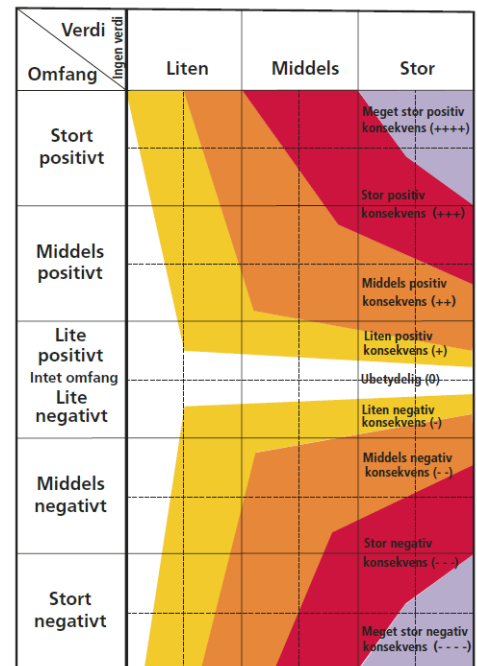 Verdi
Ingen verdi
Omfang
Liten
Middels
Stor
Stort
positivt
Meget stor positiv
konsekvens (++++)
Stor positiv
konsekvens (+++)
Middels
positivt
Middels positiv
konsekvens (++)
Lite
positivt
Liten positiv
konsekvens (+)
Intet omfang
Ubetydelig (0)
Lite
negativt
Liten negativ
konsekvens (-)
Middels
negativt
Middels negativ
konsekvens (- -)
Stor negativ
konsekvens (- - -)
Stort
negativt
Meget stor negativ
konsekvens (- - - -)